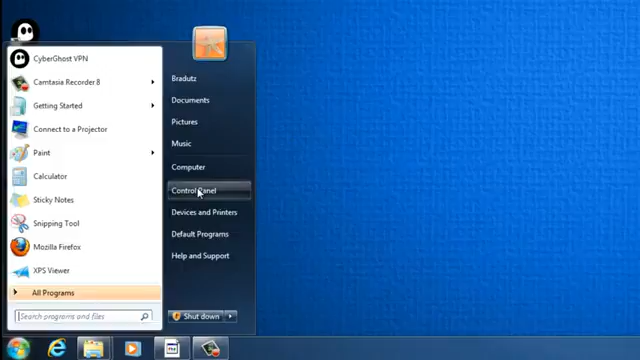 CyberGhost VPN
Camtasia Recorder 8
Getting Started
Connect to a Projector
Paint
Calculator
Sticky Notes
Snipping Tool
Mozilla Firefox
XPS Viewer
All Programs
Search programs and files
Bradutz
Documents
Pictures
Music
Computer
Control Panel
Devices and Printers
Default Programs
Help and Support
Shut down